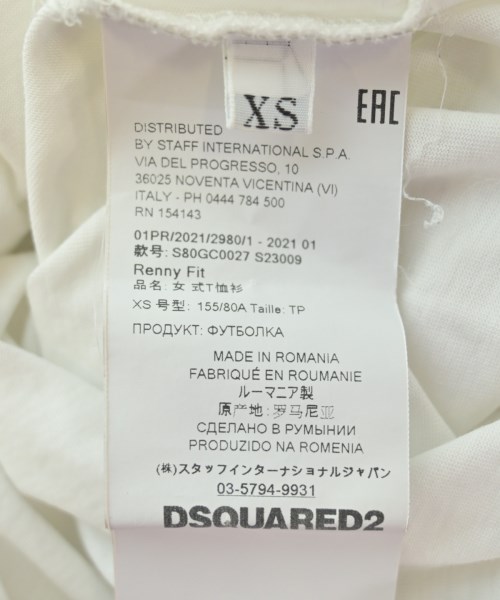 XS
EAC
DISTRIBUTED
BY STAFF INTERNATIONAL S.P.A.
VIA DEL PROGRESSO, 10
36025 NOVENTA VICENTINA (VI)
ITALY - PH 0444 784 500
RN 154143
01PR/2021/2980/1 - 2021 01
款号: S80GC0027 S23009
Renny Fit
品名: 女 式T恤衫
XS 号型: 155/80A Taille: TP
ПРОДУКТ: ФУТБОЛКА
MADE IN ROMANIA
FABRIQUÉ EN ROUMANIE
ルーマニア製
原产地: 罗马尼亚
СДЕЛАНО В РУМЫНИИ
PRODUZIDO NA ROMENIA
(株)スタッフインターナショナルジャパン
03-5794-9931
DSQUARED2